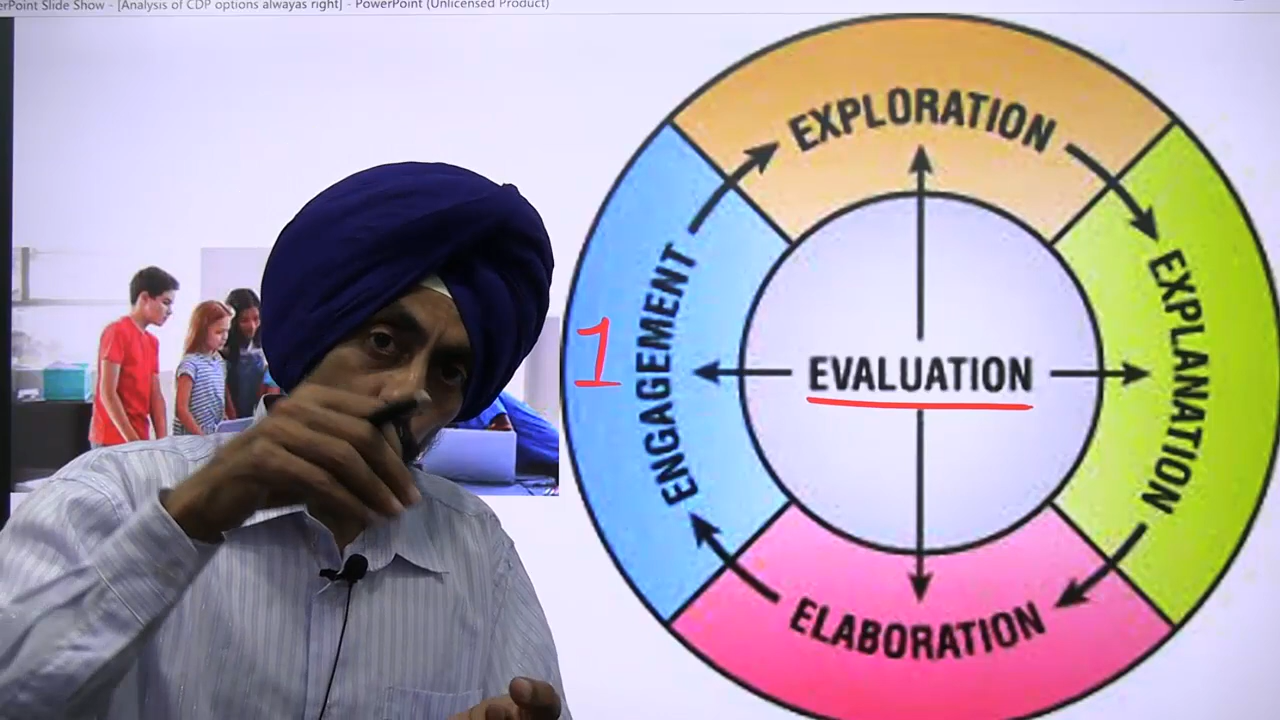 erPoint Slide Show - [Analysis of CDP options alwayas right] - PowerPoint (Unlicensed Product)
EXPLORATION
EXPLANATION
1
ENGAGEMENT
EVALUATION
ELABORATION